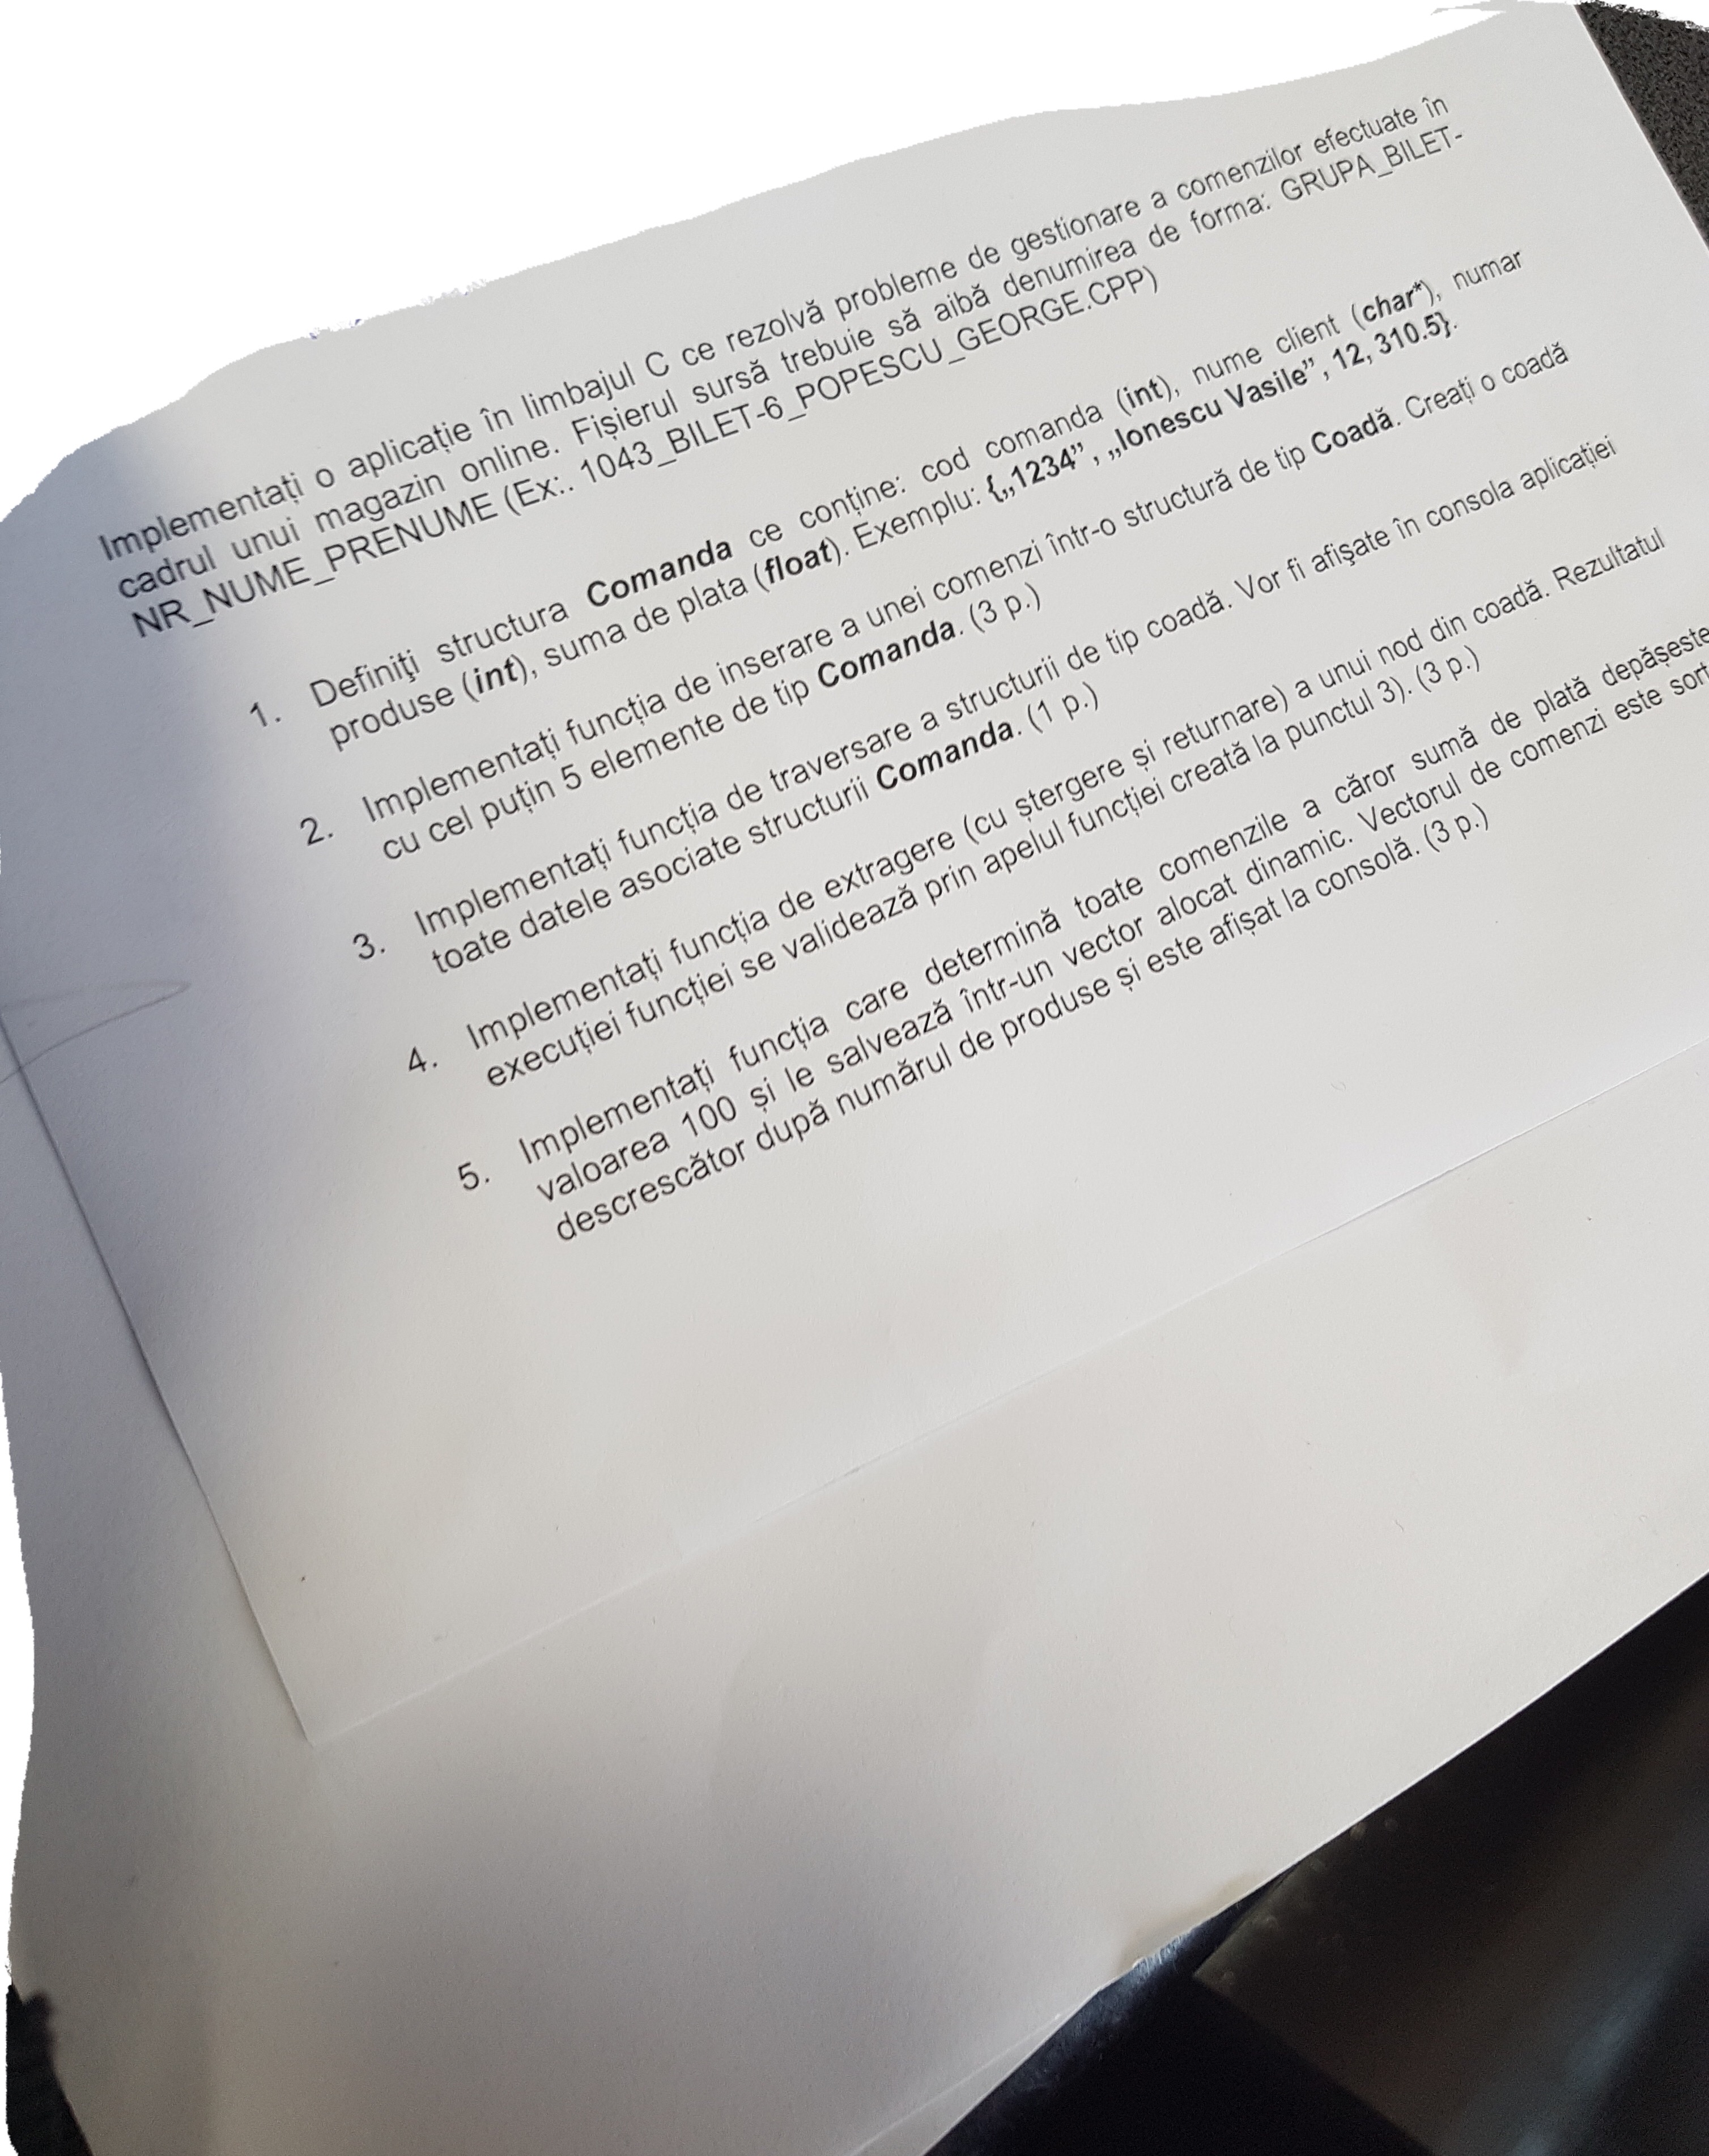 Implementați o aplicație în limbajul C ce rezolvă probleme de gestionare a comenzilor efectuate în
cadrul unui magazin online. Fișierul sursă trebuie să aibă denumirea de forma: GRUPA_BILET-
NR_NUME_PRENUME (Ex:. 1043_BILET-6_POPESCU_GEORGE.CPP)
1. Definiţi structura Comanda ce conține: cod comanda (int), nume client (char*), numar
produse (int), suma de plata (float). Exemplu: {„1234” , „Ionescu Vasile” , 12, 310.5}.
2. Implementați funcția de inserare a unei comenzi într-o structură de tip Coadă. Creați o coadă
cu cel puțin 5 elemente de tip Comanda. (3 p.)
3. Implementați funcția de traversare a structurii de tip coadă. Vor fi afişate în consola aplicației
toate datele asociate structurii Comanda. (1 p.)
4. Implementați funcția de extragere (cu ștergere și returnare) a unui nod din coadă. Rezultatul
execuției funcției se validează prin apelul funcției creată la punctul 3). (3 p.)
5. Implementați funcția care determină toate comenzile a căror sumă de plată depășește
valoarea 100 și le salvează într-un vector alocat dinamic. Vectorul de comenzi este
descrescător după numărul de produse și este afișat la consolă. (3 p.)